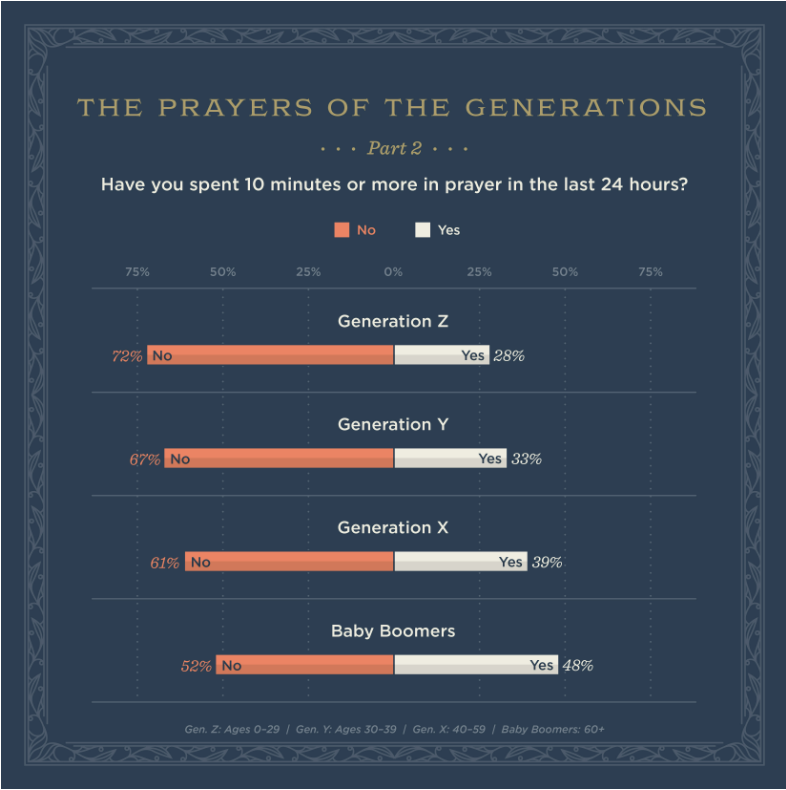 THE PRAYERS OF THE GENERATIONS
· · · Part 2 · · ·
Have you spent 10 minutes or more in prayer in the last 24 hours?
No Yes
75% 50% 25% 0% 25% 50% 75%
Generation Z
72% No Yes 28%
Generation Y
67% No Yes 33%
Generation X
61% No Yes 39%
Baby Boomers
52% No Yes 48%
Gen. Z: Ages 0–29 / Gen. Y: Ages 30–39 / Gen. X: 40–59 / Baby Boomers: 60+